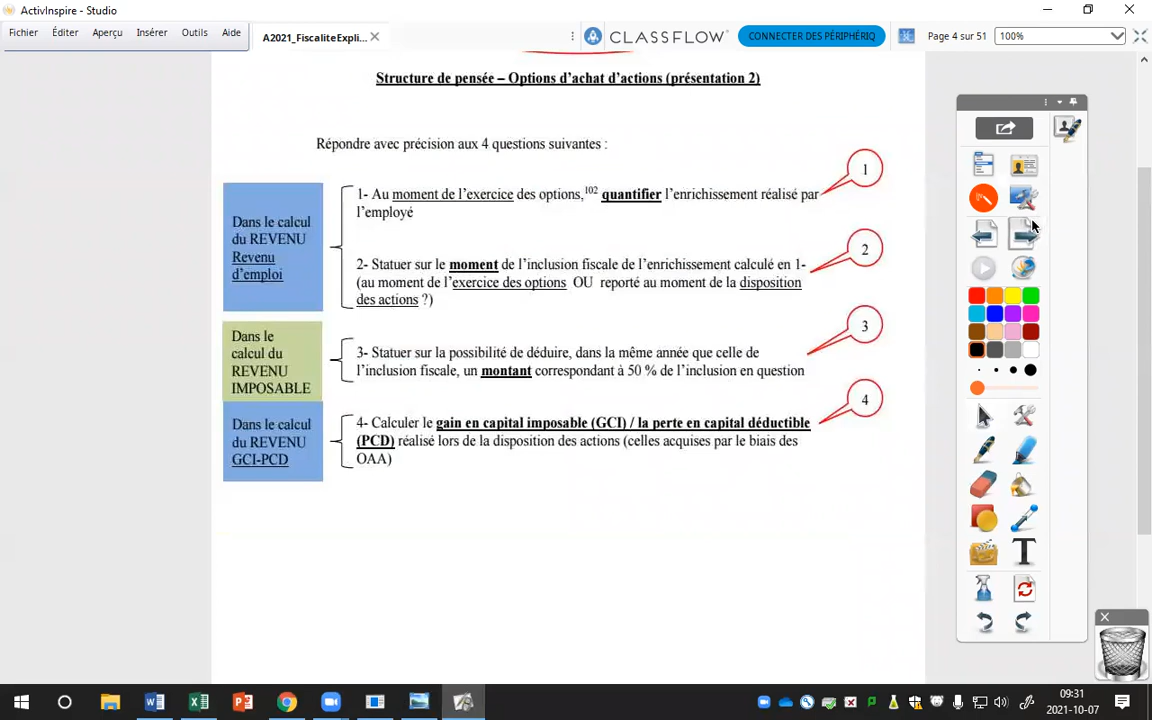 ActivInspire - Studio
Fichier Éditer Aperçu Insérer Outils Aide
A2021_FiscaliteExpli...
CLASSFLOW
CONNECTER DES PÉRIPHÉRIQ
Page 4 sur 51
100%
Structure de pensée – Options d'achat d'actions (présentation 2)
Répondre avec précision aux 4 questions suivantes :
Dans le calcul
du REVENU
Revenu
d'emploi
1- Au moment de l'exercice des options,102 quantifier l'enrichissement réalisé par
l'employé
1
2- Statuer sur le moment de l'inclusion fiscale de l'enrichissement calculé en 1-
(au moment de l'exercice des options OU reporté au moment de la disposition
des actions ?)
2
Dans le
calcul du
REVENU
IMPOSABLE
3- Statuer sur la possibilité de déduire, dans la même année que celle de
l'inclusion fiscale, un montant correspondant à 50 % de l'inclusion en question
3
Dans le calcul
du REVENU
GCI-PCD
4- Calculer le gain en capital imposable (GCI) / la perte en capital déductible
(PCD) réalisé lors de la disposition des actions (celles acquises par le biais des
OAA)
4
09:31
2021-10-07